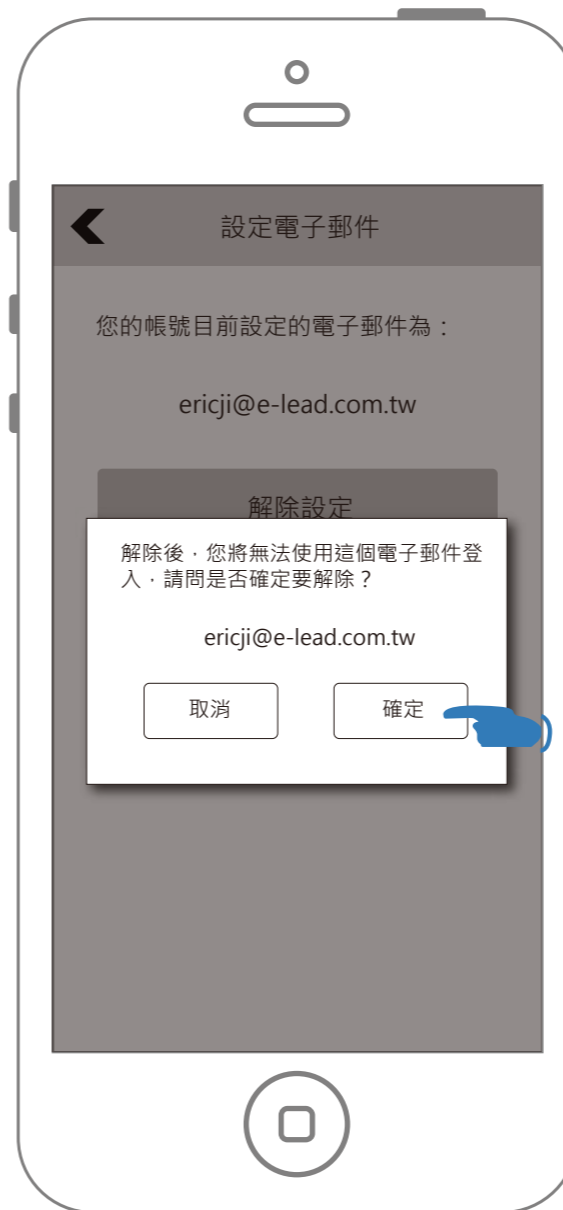 設定電子郵件
您的帳號目前設定的電子郵件為：
ericji@e-lead.com.tw
解除設定
解除後，您將無法使用這個電子郵件登
入，請問是否確定要解除？
ericji@e-lead.com.tw
取消
確定